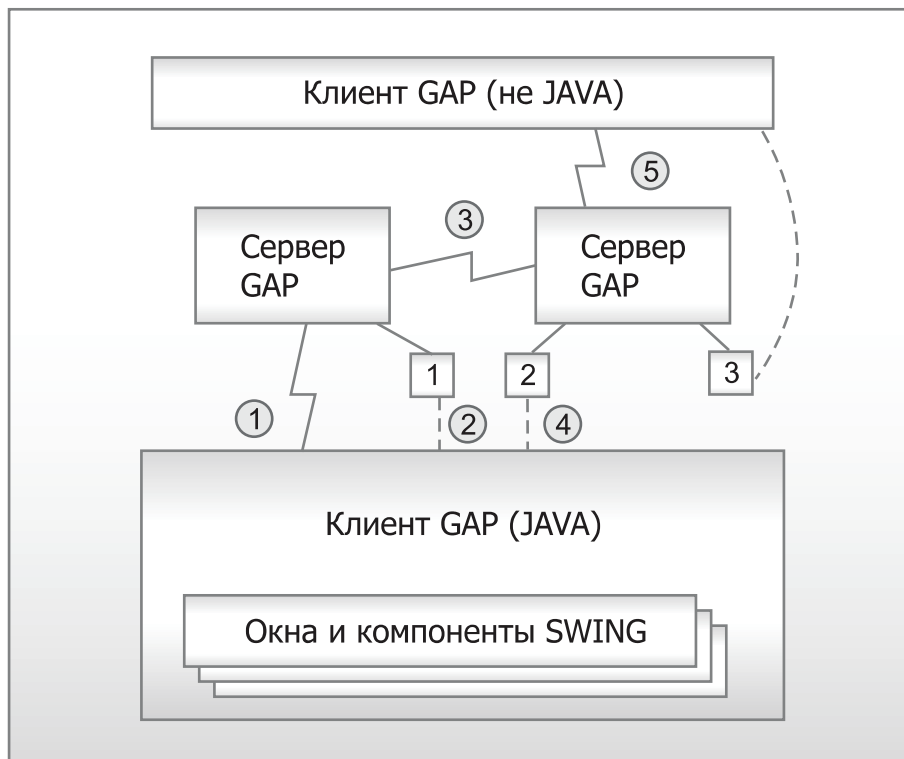 Клиент GAP (не JAVA)
5
3
Сервер
GAP
Сервер
GAP
1
2
3
1
2
4
Клиент GAP (JAVA)
Окна и компоненты SWING